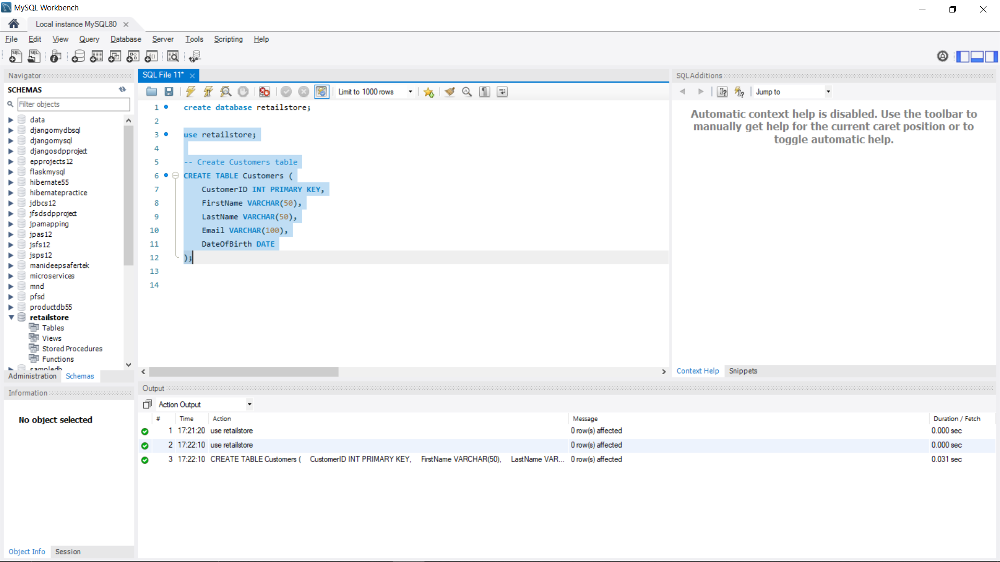 MySQL Workbench
Local instance MySQL80
File Edit View Query Database Server Tools Scripting Help
Navigator
SCHEMAS
Filter objects
data
djangomydbsql
djangomysql
djangosdpproject
epprojects12
flaskmysql
hibernate55
hibernatepractice
jdbcs12
jfsdsdpproject
jpamapping
jpas12
jsfs12
jsps12
manideepsafertek
microservices
mnd
pfsd
productdb55
retailstore
Tables
Views
Stored Procedures
Functions
sampledb
Administration Schemas
Information
No object selected
Object Info Session
SQL File 11*
Limit to 1000 rows
1 create database retailstore;
2
3 use retailstore;
4
5 -- Create Customers table
6 CREATE TABLE Customers (
7 CustomerID INT PRIMARY KEY,
8 FirstName VARCHAR(50),
9 LastName VARCHAR(50),
10 Email VARCHAR(100),
11 DateOfBirth DATE
12 );
13
14
SQLAdditions
Jump to
Automatic context help is disabled. Use the toolbar to
manually get help for the current caret position or to
toggle automatic help.
Context Help Snippets
Output
Action Output
# Time Action Message Duration / Fetch
1 17:21:20 use retailstore 0 row(s) affected 0.000 sec
2 17:22:10 use retailstore 0 row(s) affected 0.000 sec
3 17:22:10 CREATE TABLE Customers ( CustomerID INT PRIMARY KEY, FirstName VARCHAR(50), LastName VAR... 0 row(s) affected 0.031 sec